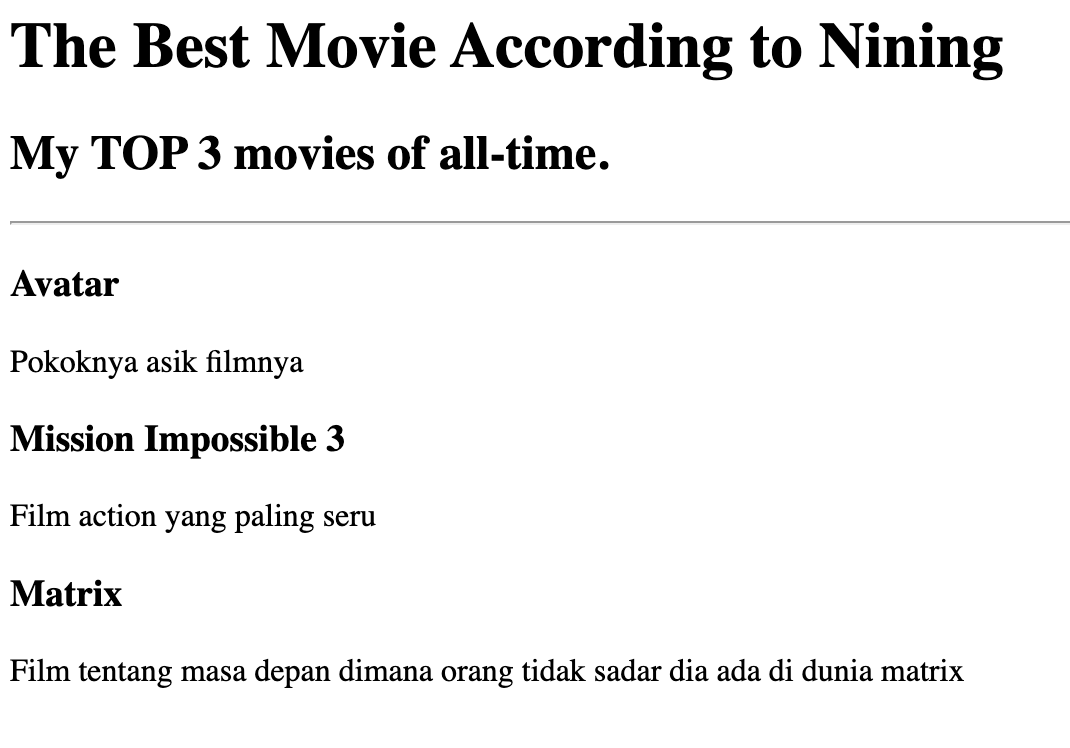 The Best Movie According to Nining
My TOP 3 movies of all-time.
Avatar
Pokoknya asik filmnya
Mission Impossible 3
Film action yang paling seru
Matrix
Film tentang masa depan dimana orang tidak sadar dia ada di dunia matrix